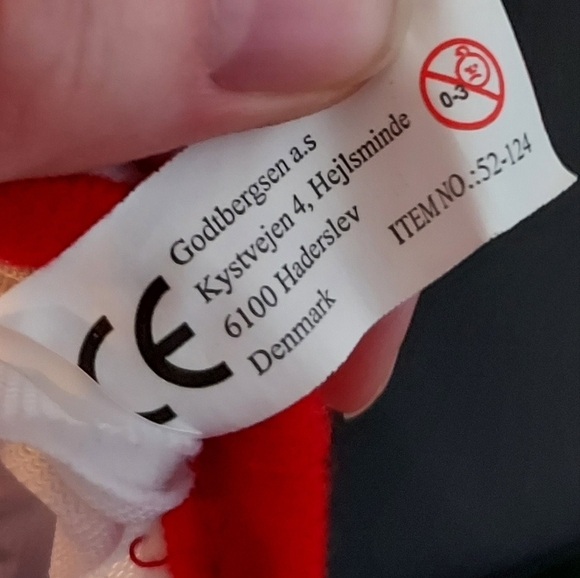 Godtbergsen a.s
Kystvejen 4, Hejlsminde
6100 Haderslev
Denmark
CE
0-3
ITEM NO.:52-124